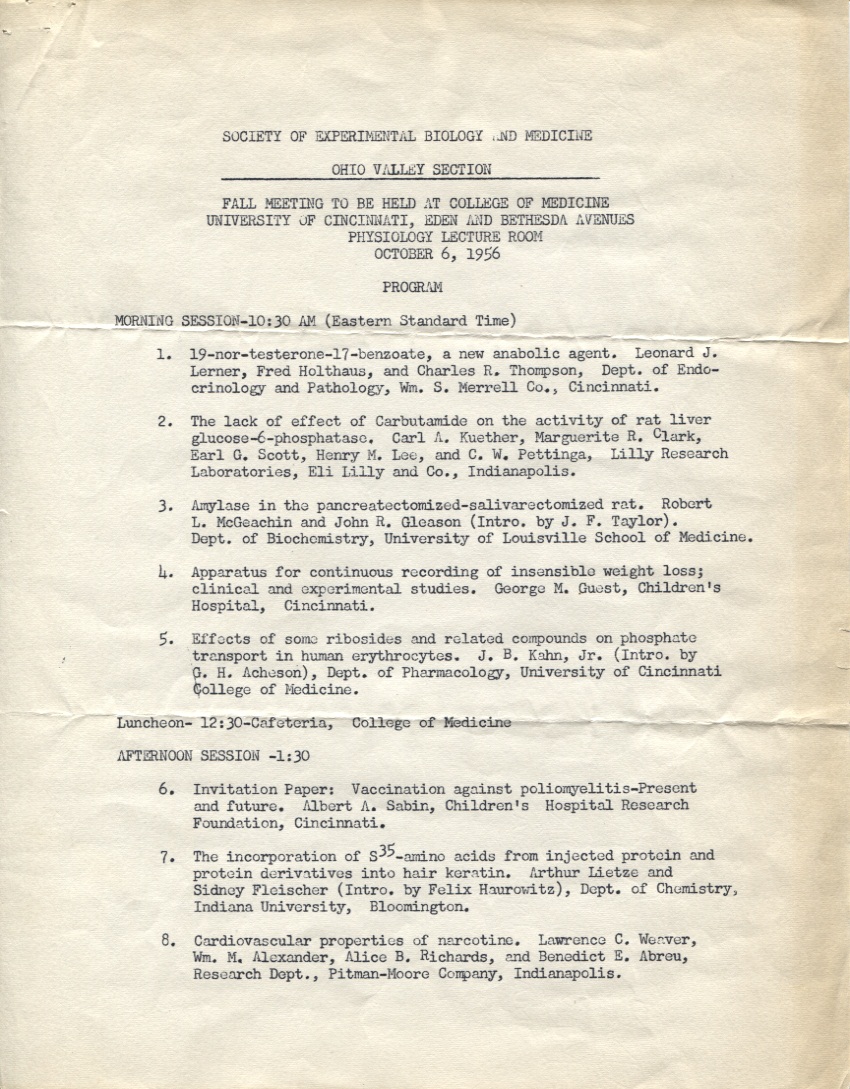 SOCIETY OF EXPERIMENTAL BIOLOGY AND MEDICINE
OHIO VALLEY SECTION
FALL MEETING TO BE HELD AT COLLEGE OF MEDICINE
UNIVERSITY OF CINCINNATI, EDEN AND BETHESDA AVENUES
PHYSIOLOGY LECTURE ROOM
OCTOBER 6, 1956
PROGRAM
MORNING SESSION-10:30 AM (Eastern Standard Time)
1. 19-nor-testerone-17-benzoate, a new anabolic agent. Leonard J.
Lerner, Fred Holthaus, and Charles R. Thompson, Dept. of Endo-
crinology and Pathology, Wm. S. Merrell Co., Cincinnati.
2. The lack of effect of Carbutamide on the activity of rat liver
glucose-6-phosphatase. Carl A. Kuether, Marguerite R. Clark,
Earl G. Scott, Henry M. Lee, and C. W. Pettinga, Lilly Research
Laboratories, Eli Lilly and Co., Indianapolis.
3. Amylase in the pancreatectomized-salivarectomized rat. Robert
L. McGeachin and John R. Gleason (Intro. by J. F. Taylor).
Dept. of Biochemistry, University of Louisville School of Medicine.
4. Apparatus for continuous recording of insensible weight loss;
clinical and experimental studies. George M. Guest, Children's
Hospital, Cincinnati.
5. Effects of some ribosides and related compounds on phosphate
transport in human erythrocytes. J. B. Kahn, Jr. (Intro. by
G. H. Acheson), Dept. of Pharmacology, University of Cincinnati
College of Medicine.
Luncheon- 12:30-Cafeteria, College of Medicine
AFTERNOON SESSION -1:30
6. Invitation Paper: Vaccination against poliomyelitis-Present
and future. Albert A. Sabin, Children's Hospital Research
Foundation, Cincinnati.
7. The incorporation of S35-amino acids from injected protein and
protein derivatives into hair keratin. Arthur Lietze and
Sidney Fleischer (Intro. by Felix Haurowitz), Dept. of Chemistry,
Indiana University, Bloomington.
8. Cardiovascular properties of narcotine. Lawrence C. Weaver,
Wm. M. Alexander, Alice B. Richards, and Benedict E. Abreu,
Research Dept., Pitman-Moore Company, Indianapolis.